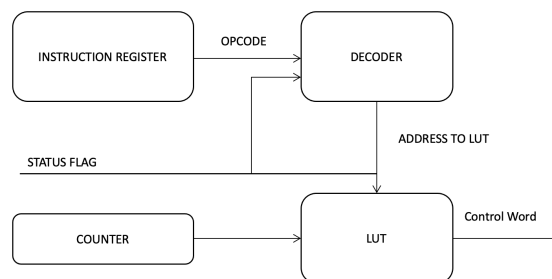 OPCODE
INSTRUCTION REGISTER
DECODER
ADDRESS TO LUT
STATUS FLAG
Control Word
COUNTER
LUT